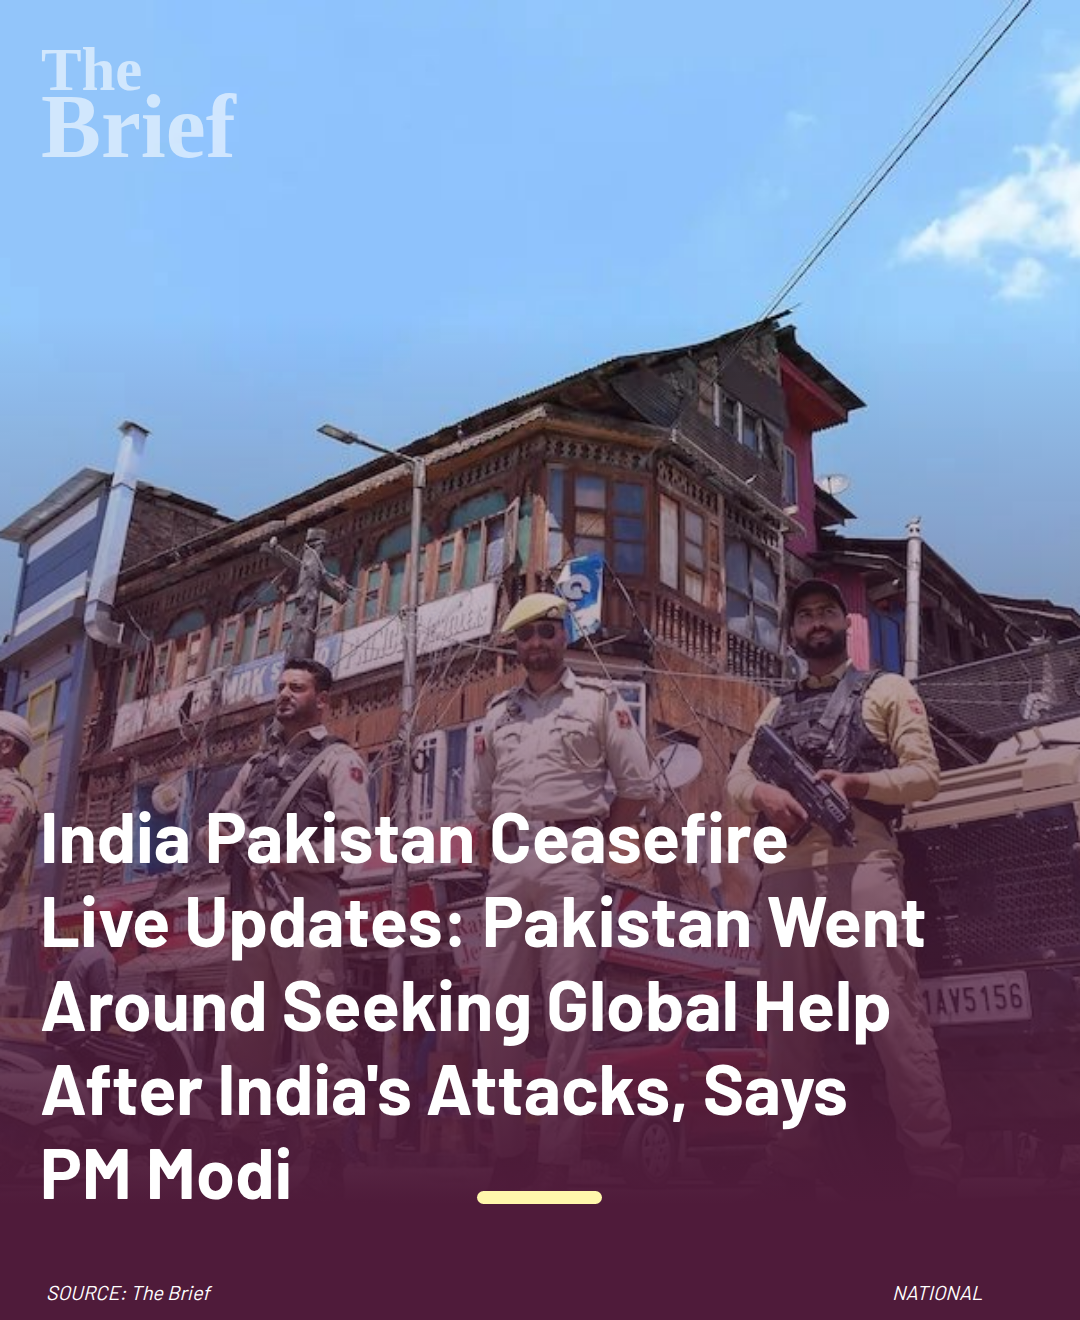 The
Brief
India Pakistan Ceasefire
Live Updates: Pakistan Went
Around Seeking Global Help
After India's Attacks, Says
PM Modi
1AV5156
SOURCE: The Brief
NATIONAL